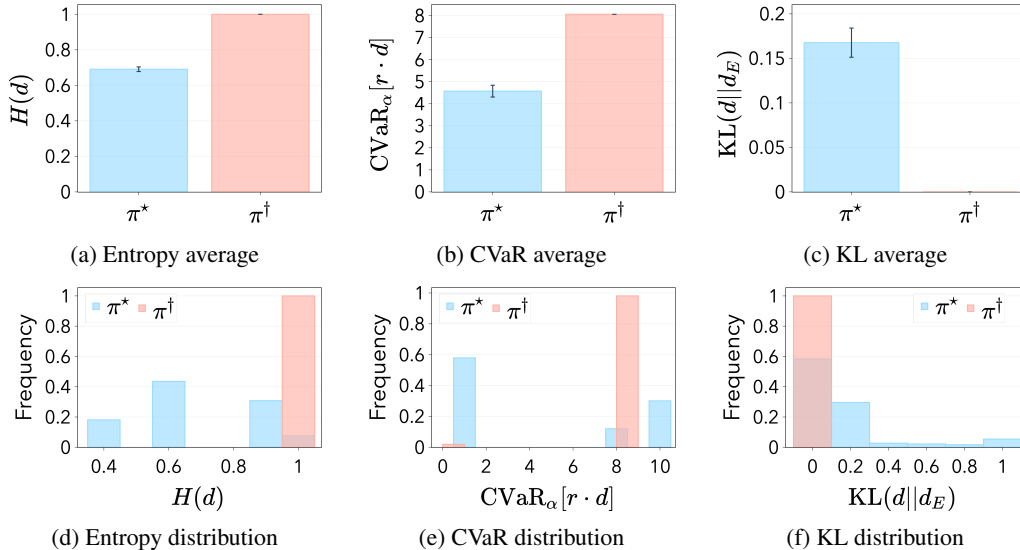 H(d)
1
0.8
0.6
0.4
0.2
0
π⋆ π†
(a) Entropy average
CVaRα[r · d]
8
7
6
5
4
3
2
1
0
π⋆ π†
(b) CVaR average
KL(d||dE)
0.2
0.15
0.1
0.05
0
π⋆ π†
(c) KL average
Frequency
1
0.8
0.6
0.4
0.2
0
π⋆ π†
0.4 0.6 0.8 1
H(d)
(d) Entropy distribution
Frequency
1
0.8
0.6
0.4
0.2
0
π⋆ π†
0 2 4 6 8 10
CVaRα[r · d]
(e) CVaR distribution
Frequency
1
0.8
0.6
0.4
0.2
0
π⋆ π†
0 0.2 0.4 0.6 0.8 1
KL(d||dE)
(f) KL distribution